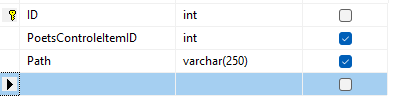 ID int
PoetsControleItemID int
Path varchar(250)